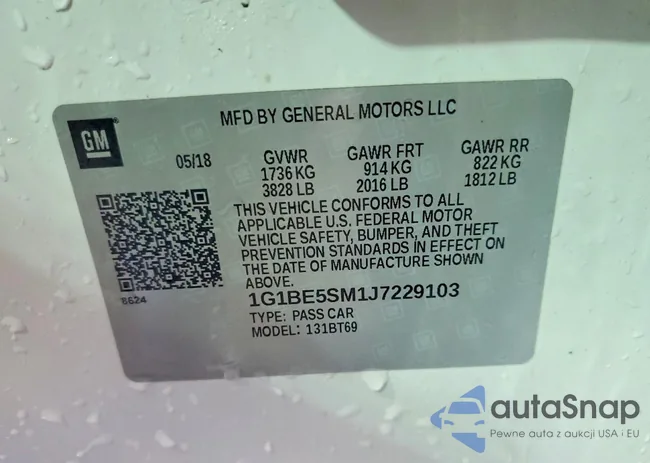 MFD BY GENERAL MOTORS LLC
GM
05/18 GVWR GAWR FRT GAWR RR
1736 KG 914 KG 822 KG
3828 LB 2016 LB 1812 LB
THIS VEHICLE CONFORMS TO ALL
APPLICABLE U.S. FEDERAL MOTOR
VEHICLE SAFETY, BUMPER, AND THEFT
PREVENTION STANDARDS IN EFFECT ON
THE DATE OF MANUFACTURE SHOWN
ABOVE.
8624
1G1BE5SM1J7229103
TYPE: PASS CAR
MODEL: 131BT69
autaSnap
Pewne auta z aukcji USA i EU